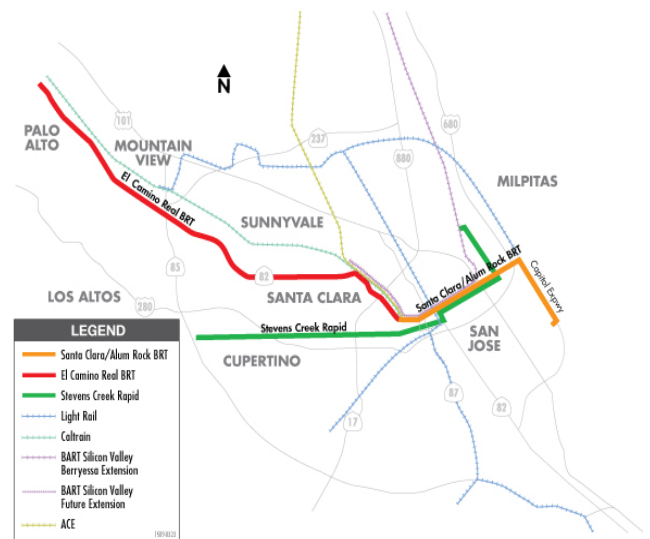 N
101
PALO
ALTO
MOUNTAIN
VIEW
237
680
880
MILPITAS
El Camino Real BRT
SUNNYVALE
85
82
Santa Clara/Alum Rock BRT
Capitol Expwy
LOS ALTOS
280
SANTA CLARA
Stevens Creek Rapid
SAN
JOSE
CUPERTINO
87
82
17
LEGEND
Santa Clara/Alum Rock BRT
El Camino Real BRT
Stevens Creek Rapid
Light Rail
Caltrain
BART Silicon Valley
Berryessa Extension
BART Silicon Valley
Future Extension
ACE